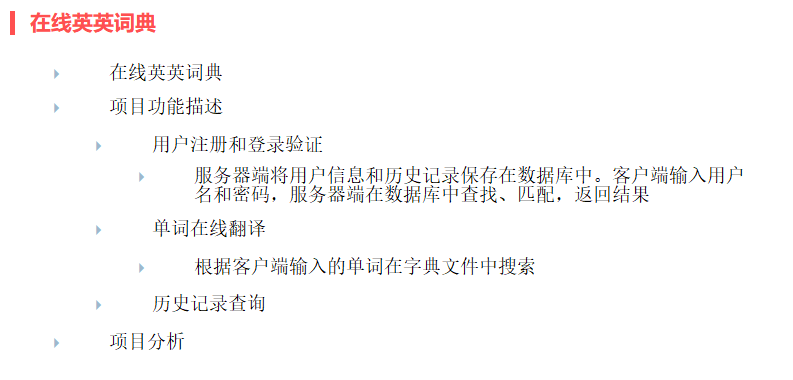 在线英英词典
在线英英词典
项目功能描述
用户注册和登录验证
服务器端将用户信息和历史记录保存在数据库中。客户端输入用户
名和密码，服务器端在数据库中查找、匹配，返回结果
单词在线翻译
根据客户端输入的单词在字典文件中搜索
历史记录查询
项目分析